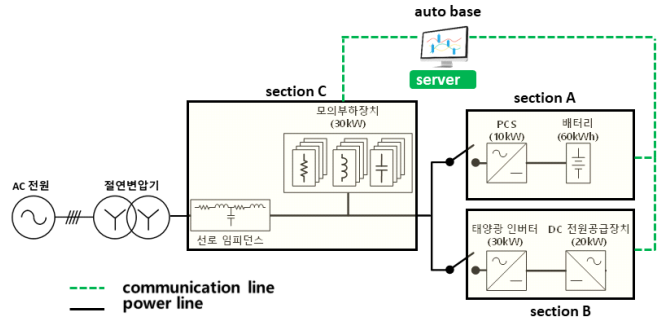 auto base
server
section C
모의부하장치
(30kW)
section A
PCS
(10kW)
배터리
(60kWh)
AC 전원
절연변압기
선로 임피던스
태양광 인버터
(30kW)
DC 전원공급장치
(20kW)
section B
communication line
power line